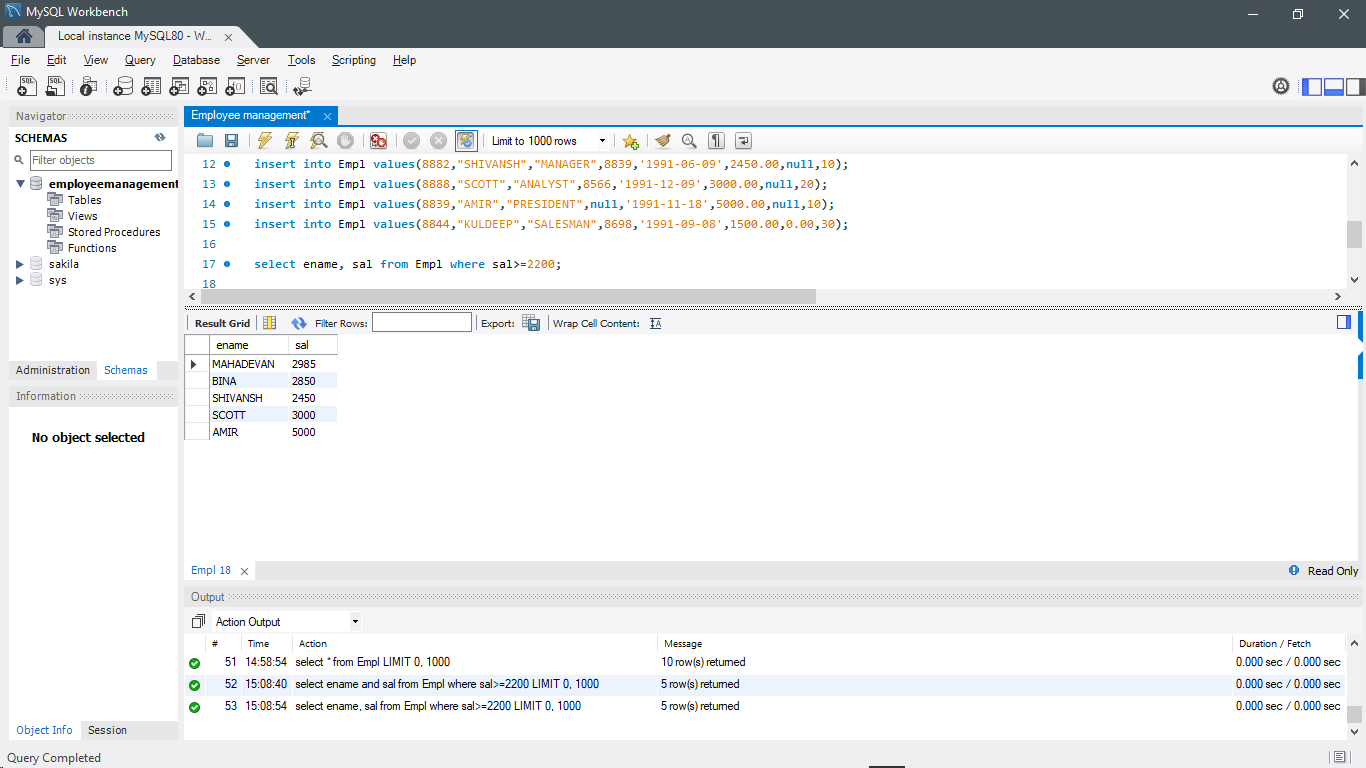 MySQL Workbench
Local instance MySQL80 - W...
File Edit View Query Database Server Tools Scripting Help
Navigator
SCHEMAS
Filter objects
employeemanagement
Tables
Views
Stored Procedures
Functions
sakila
sys
Administration Schemas
Information
No object selected
Object Info Session
Employee management*
Limit to 1000 rows
12 insert into Empl values(8882,"SHIVANSH","MANAGER",8839,'1991-06-09',2450.00,null,10);
13 insert into Empl values(8888,"SCOTT","ANALYST",8566,'1991-12-09',3000.00,null,20);
14 insert into Empl values(8839,"AMIR","PRESIDENT",null,'1991-11-18',5000.00,null,10);
15 insert into Empl values(8844,"KULDEEP","SALESMAN",8698,'1991-09-08',1500.00,0.00,30);
16
17 select ename, sal from Empl where sal>=2200;
18
Result Grid Filter Rows: Export: Wrap Cell Content:
ename sal
MAHADEVAN 2985
BINA 2850
SHIVANSH 2450
SCOTT 3000
AMIR 5000
Empl 18 Read Only
Output
Action Output
# Time Action Message Duration / Fetch
51 14:58:54 select * from Empl LIMIT 0, 1000 10 row(s) returned 0.000 sec / 0.000 sec
52 15:08:40 select ename and sal from Empl where sal>=2200 LIMIT 0, 1000 5 row(s) returned 0.000 sec / 0.000 sec
53 15:08:54 select ename, sal from Empl where sal>=2200 LIMIT 0, 1000 5 row(s) returned 0.000 sec / 0.000 sec
Query Completed